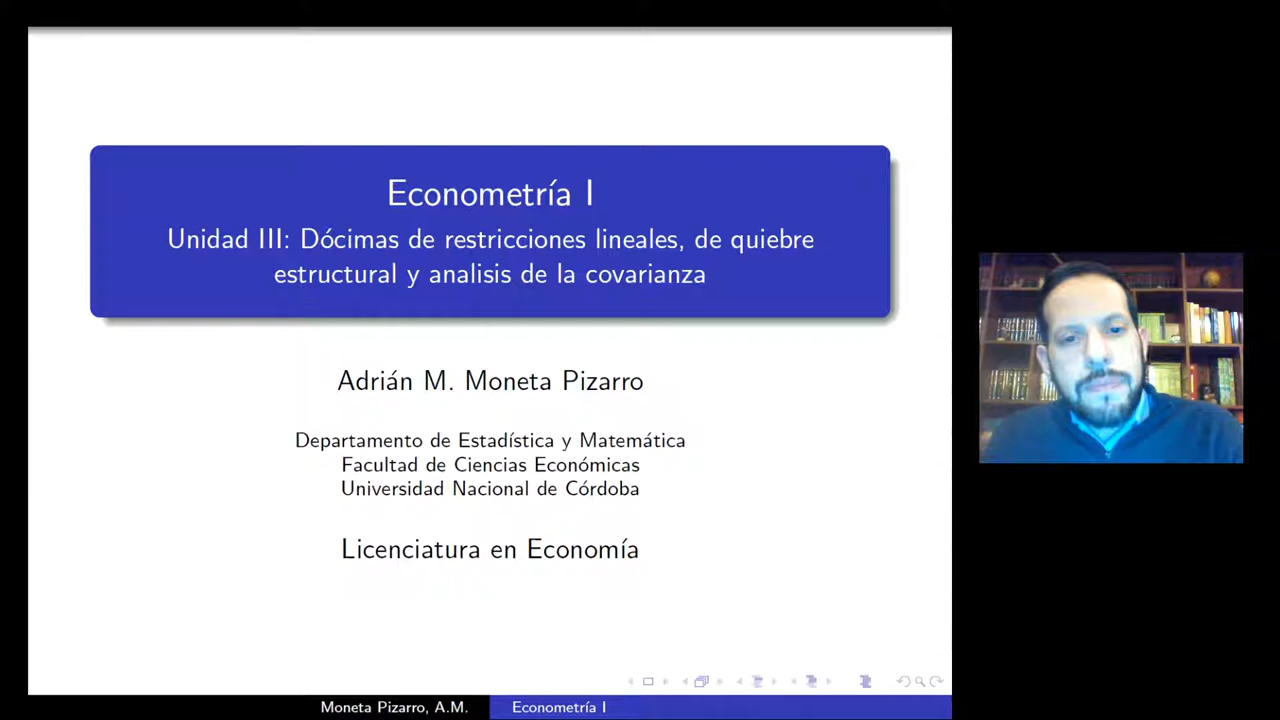 Econometría I
Unidad III: Dócimas de restricciones lineales, de quiebre
estructural y analisis de la covarianza
Adrián M. Moneta Pizarro
Departamento de Estadística y Matemática
Facultad de Ciencias Económicas
Universidad Nacional de Córdoba
Licenciatura en Economía
Moneta Pizarro, A.M.
Econometría I